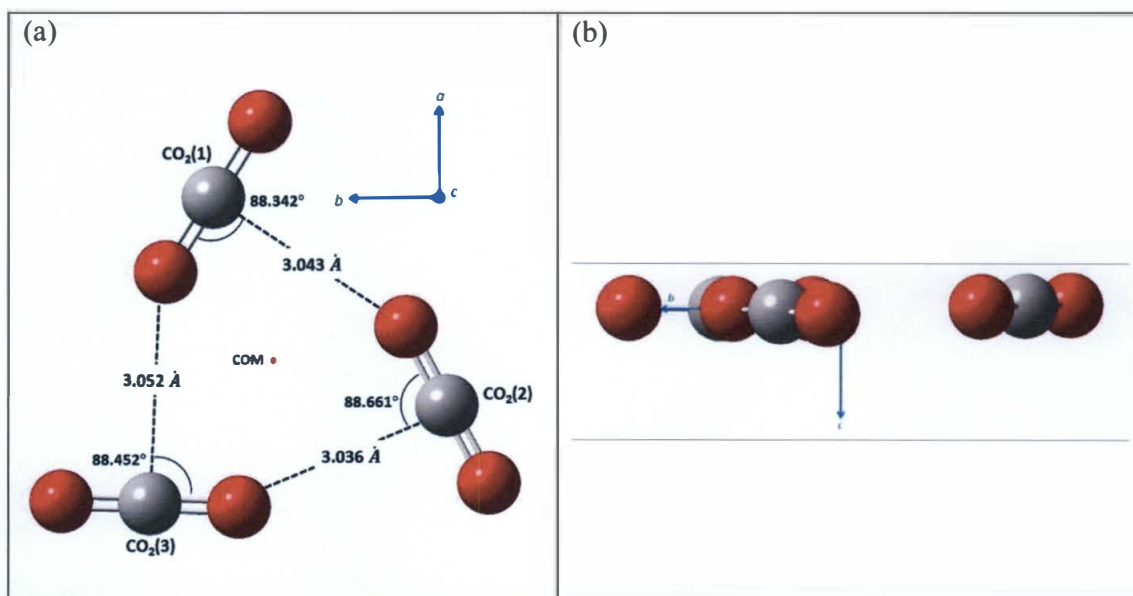 (a)
(b)
a
CO₂(1)
88.342°
b
c
3.043 Å
b
COM
3.052 Å
CO₂(2)
88.661°
c
3.036 Å
88.452°
CO₂(3)